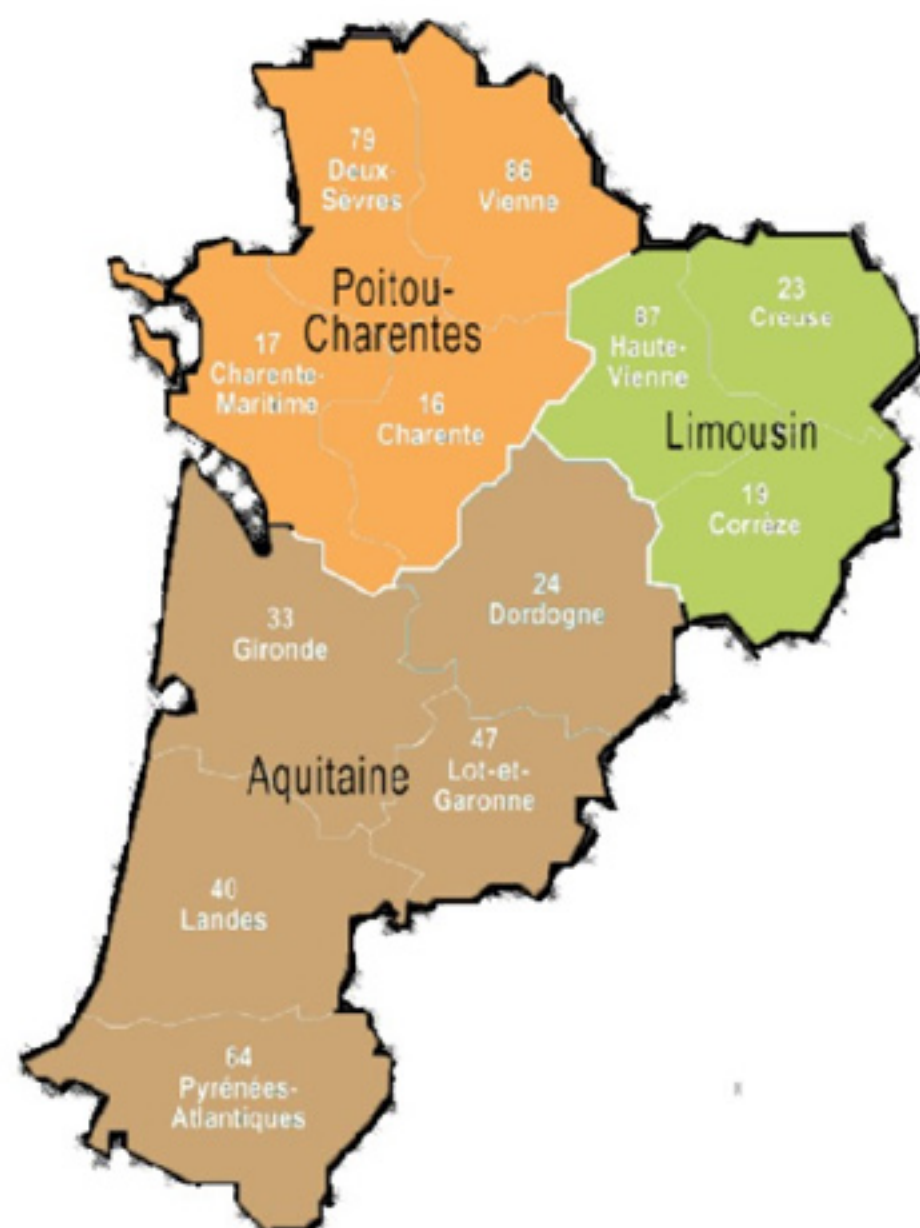 79
Deux-
Sèvres
86
Vienne
Poitou-
Charentes
17
Charente-
Maritime
16
Charente
87
Haute-
Vienne
23
Creuse
Limousin
19
Corrèze
24
Dordogne
33
Gironde
47
Lot-et-
Garonne
Aquitaine
40
Landes
64
Pyrénées-
Atlantiques